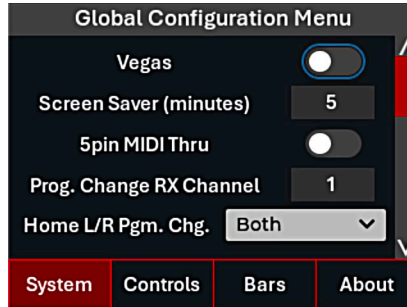 Global Configuration Menu
Vegas
Screen Saver (minutes) 5
5pin MIDI Thru
Prog. Change RX Channel 1
Home L/R Pgm. Chg. Both
System Controls Bars About